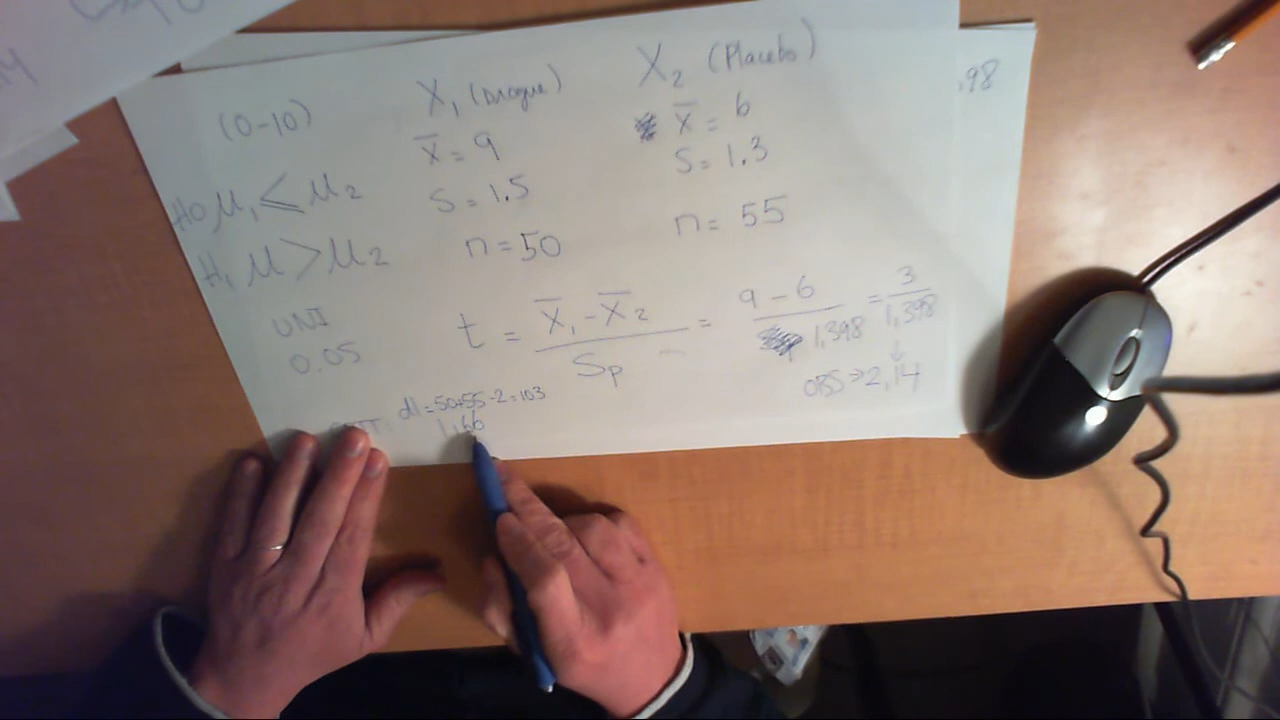 (0-10)
X1 (Drogue)
X̄ = 9
S = 1.5
n = 50
X2 (Placebo)
X̄ = 6
S = 1.3
n = 55
H0 μ1 ≤ μ2
H1 μ > μ2
UNI
0.05
t = X̄1 - X̄2 / Sp = 9 - 6 / 1,398 = 3 / 1,398
↓
OBS → 2,14
dl = 50+55-2 = 103
1,66
,98